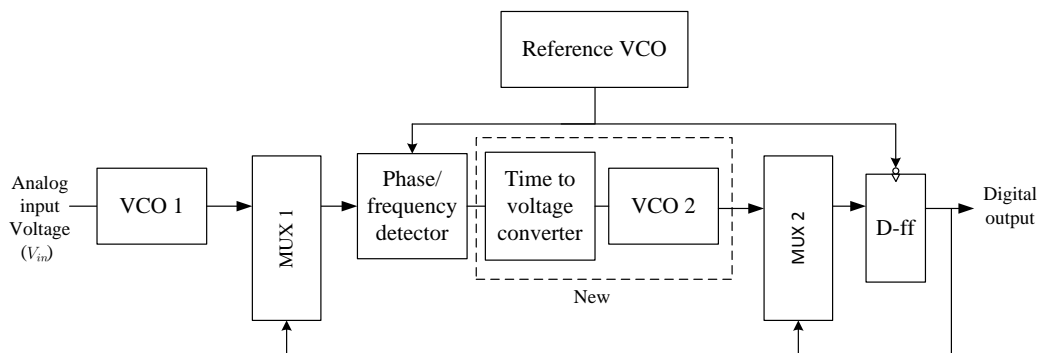 Reference VCO
Analog
input
Voltage
(Vin)
VCO 1
MUX 1
Phase/
frequency
detector
Time to
voltage
converter
VCO 2
New
MUX 2
D-ff
Digital
output